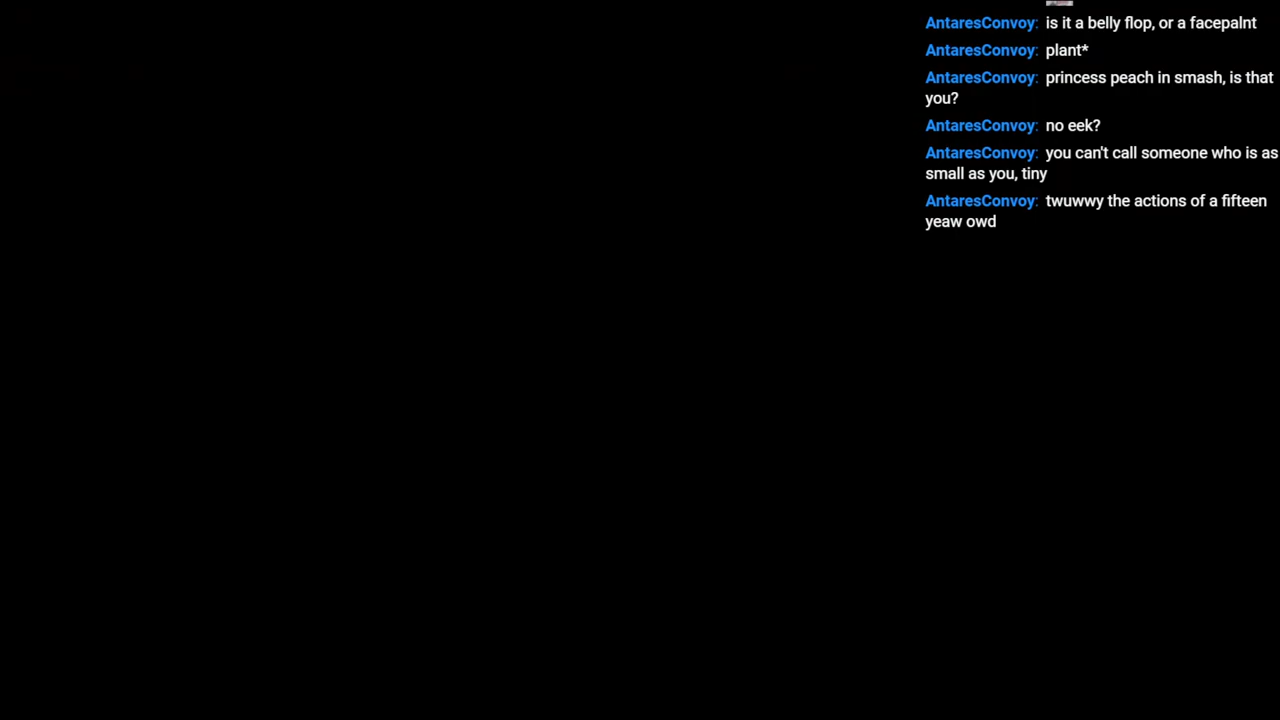 AntaresConvoy: is it a belly flop, or a facepalnt
AntaresConvoy: plant*
AntaresConvoy: princess peach in smash, is that
you?
AntaresConvoy: no eek?
AntaresConvoy: you can't call someone who is as
small as you, tiny
AntaresConvoy: twuwwy the actions of a fifteen
yeaw owd